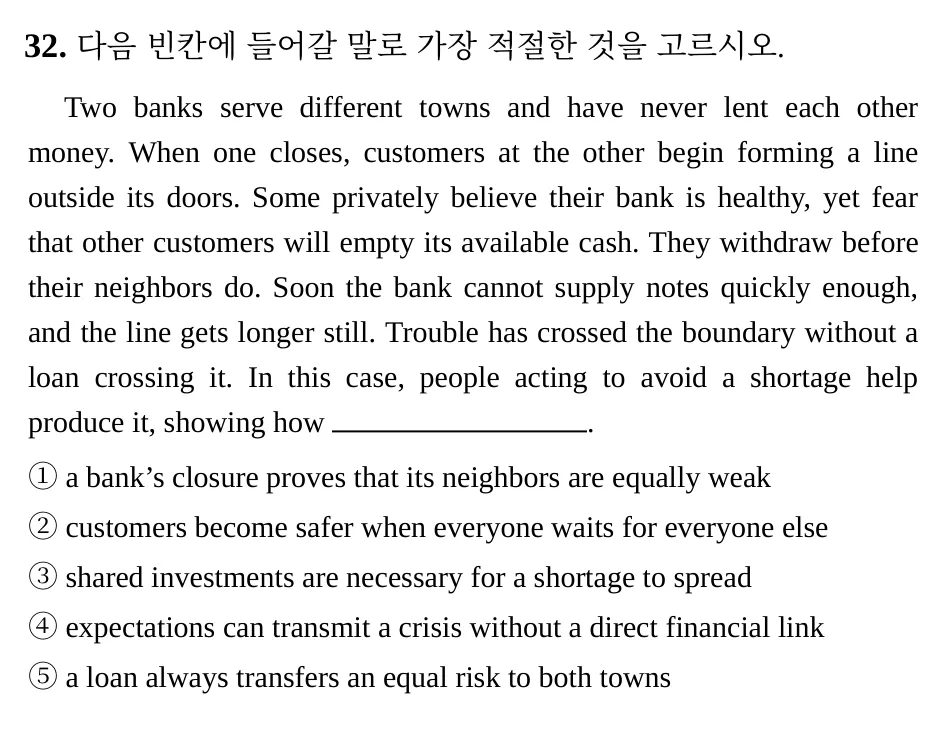 32. 다음 빈칸에 들어갈 말로 가장 적절한 것을 고르시오.
Two banks serve different towns and have never lent each other
money. When one closes, customers at the other begin forming a line
outside its doors. Some privately believe their bank is healthy, yet fear
that other customers will empty its available cash. They withdraw before
their neighbors do. Soon the bank cannot supply notes quickly enough,
and the line gets longer still. Trouble has crossed the boundary without a
loan crossing it. In this case, people acting to avoid a shortage help
produce it, showing how ____________________.
① a bank’s closure proves that its neighbors are equally weak
② customers become safer when everyone waits for everyone else
③ shared investments are necessary for a shortage to spread
④ expectations can transmit a crisis without a direct financial link
⑤ a loan always transfers an equal risk to both towns